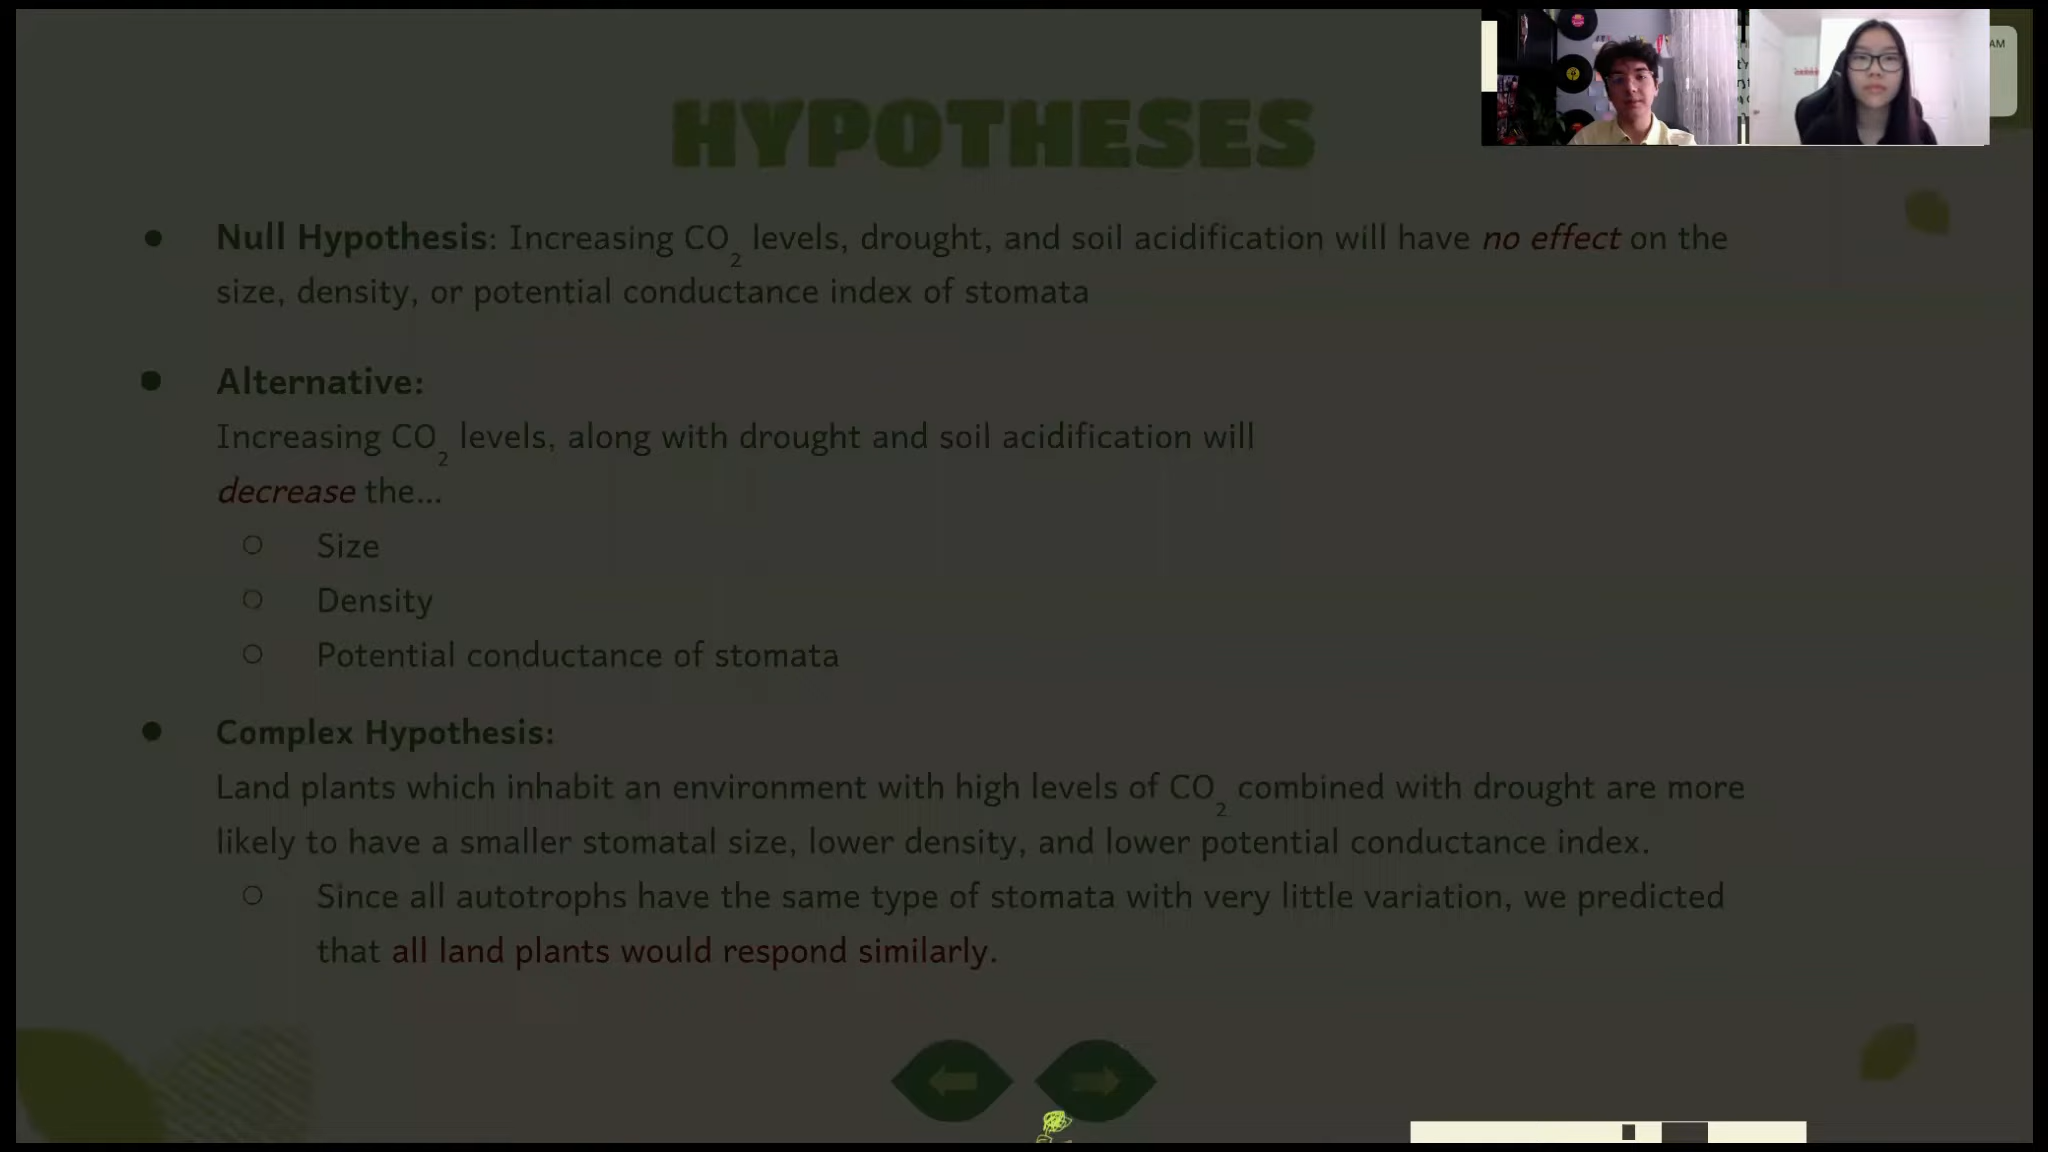 HYPOTHESES
AM
● Null Hypothesis: Increasing CO2 levels, drought, and soil acidification will have no effect on the
size, density, or potential conductance index of stomata
● Alternative:
Increasing CO2 levels, along with drought and soil acidification will
decrease the...
○ Size
○ Density
○ Potential conductance of stomata
● Complex Hypothesis:
Land plants which inhabit an environment with high levels of CO2 combined with drought are more
likely to have a smaller stomatal size, lower density, and lower potential conductance index.
○ Since all autotrophs have the same type of stomata with very little variation, we predicted
that all land plants would respond similarly.